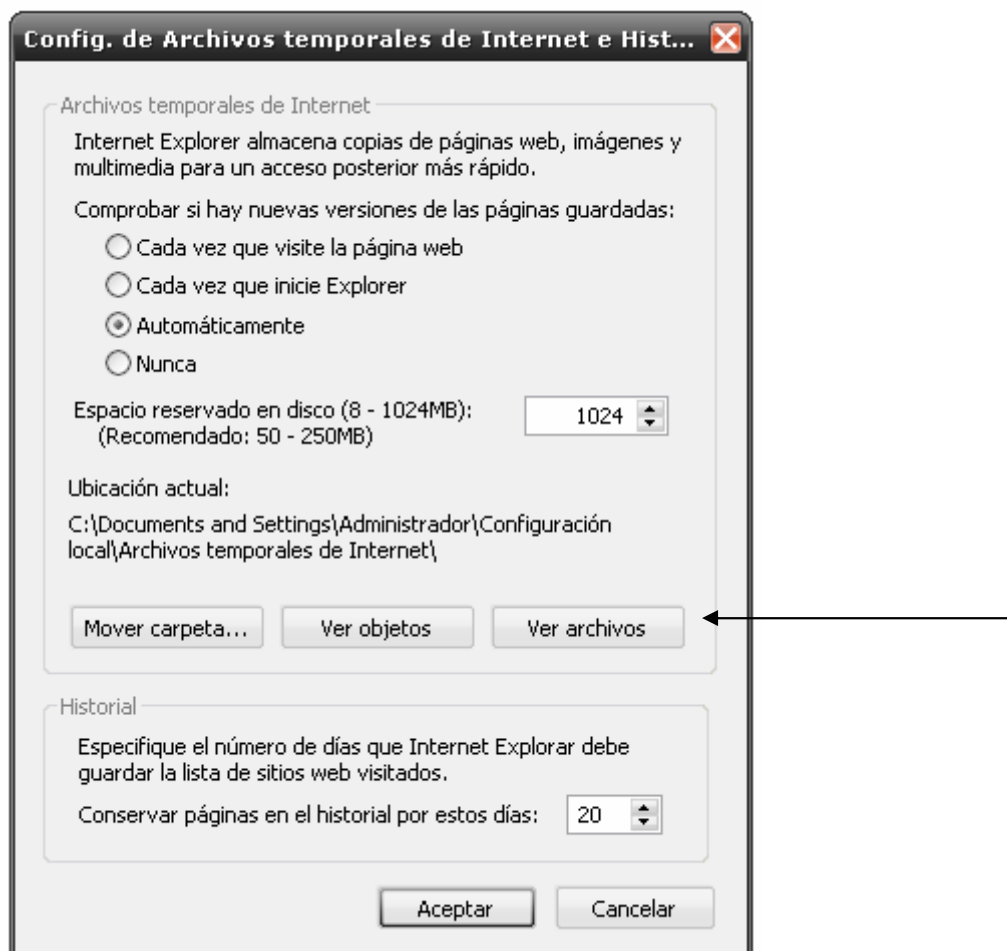 Config. de Archivos temporales de Internet e Hist...
Archivos temporales de Internet
Internet Explorer almacena copias de páginas web, imágenes y
multimedia para un acceso posterior más rápido.
Comprobar si hay nuevas versiones de las páginas guardadas:
Cada vez que visite la página web
Cada vez que inicie Explorer
Automáticamente
Nunca
Espacio reservado en disco (8 - 1024MB): 1024
(Recomendado: 50 - 250MB)
Ubicación actual:
C:\Documents and Settings\Administrador\Configuración
local\Archivos temporales de Internet\
Mover carpeta... Ver objetos Ver archivos
Historial
Especifique el número de días que Internet Explorar debe
guardar la lista de sitios web visitados.
Conservar páginas en el historial por estos días: 20
Aceptar Cancelar